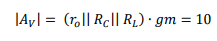 |A_V| = (r_o|| R_C|| R_L) · gm = 10